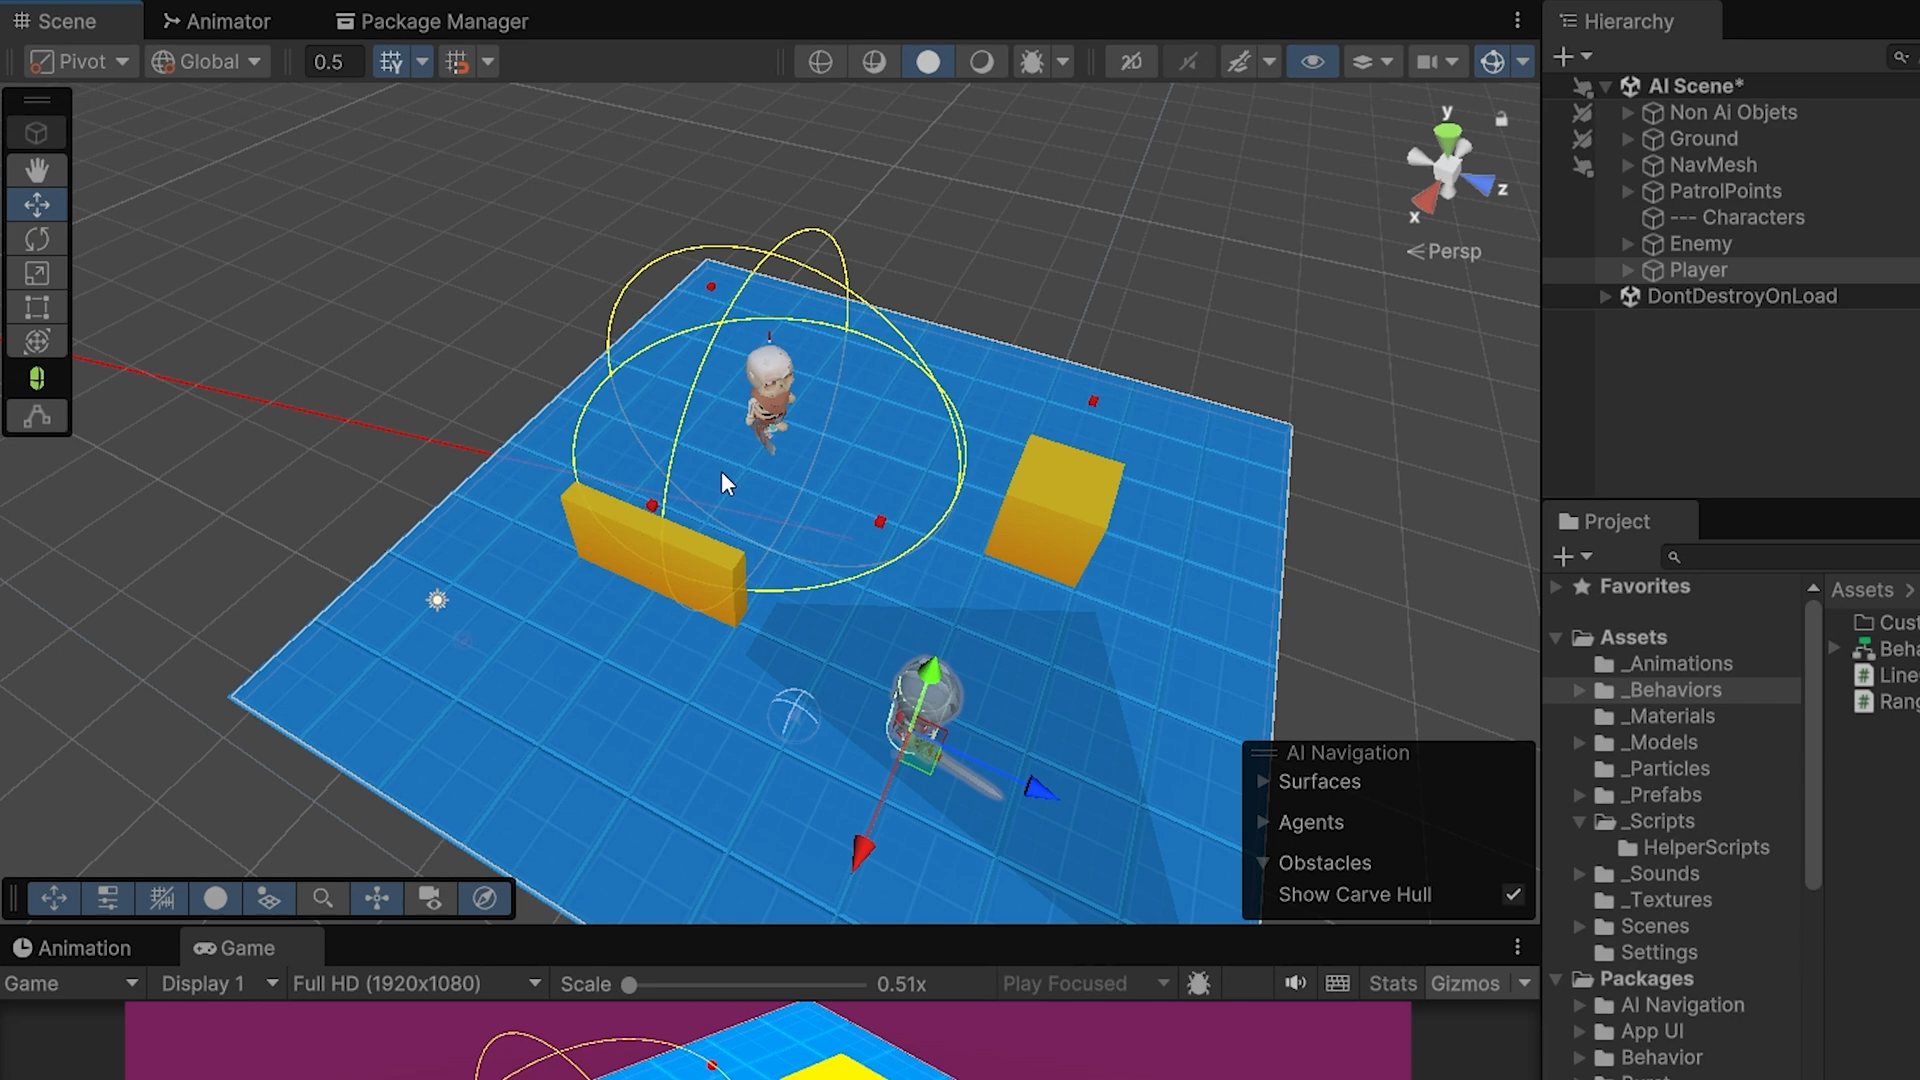 Scene
Animator
Package Manager
Pivot
Global
0.5
y
z
x
Persp
AI Navigation
Surfaces
Agents
Obstacles
Show Carve Hull
Animation
Game
Game
Display 1
Full HD (1920x1080)
Scale
0.51x
Play Focused
Stats
Gizmos
Hierarchy
AI Scene*
Non Ai Objets
Ground
NavMesh
PatrolPoints
--- Characters
Enemy
Player
DontDestroyOnLoad
Project
Favorites
Assets
_Animations
_Behaviors
_Materials
_Models
_Particles
_Prefabs
_Scripts
HelperScripts
_Sounds
_Textures
Scenes
Settings
Packages
AI Navigation
App UI
Behavior
Assets >
Cust
Beha
Line
Rang